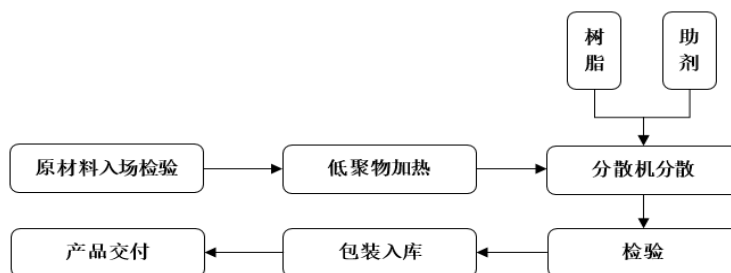 树
脂
助
剂
原材料入场检验
低聚物加热
分散机分散
产品交付
包装入库
检验